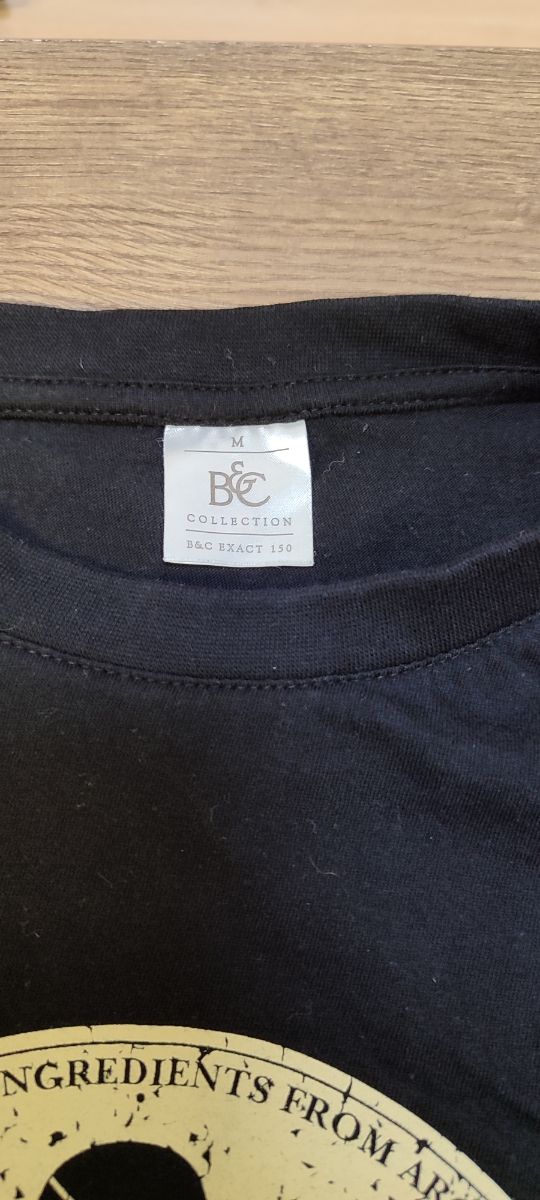 M
B&C
COLLECTION
B&C EXACT 150
INGREDIENTS FROM